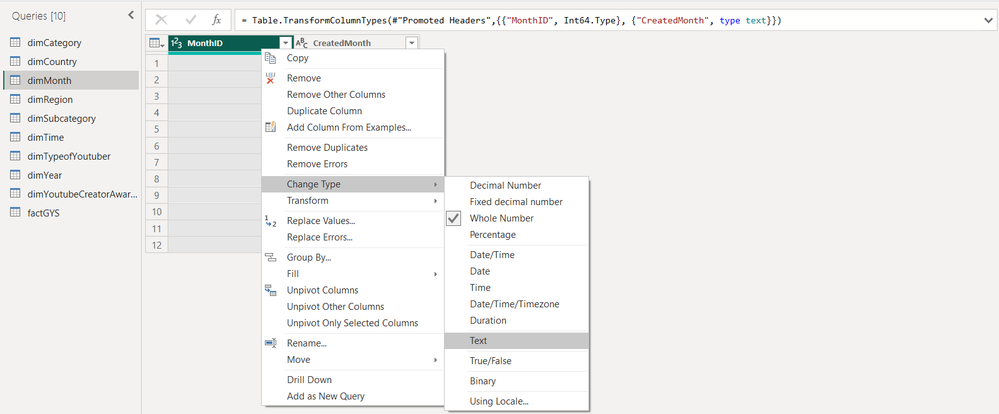 Queries [10]
dimCategory
dimCountry
dimMonth
dimRegion
dimSubcategory
dimTime
dimTypeofYoutuber
dimYear
dimYoutubeCreatorAwar...
factGYS
fx = Table.TransformColumnTypes(#"Promoted Headers",{{"MonthID", Int64.Type}, {"CreatedMonth", type text}})
123 MonthID ABC CreatedMonth
1
2
3
4
5
6
7
8
9
10
11
12
Copy
Remove
Remove Other Columns
Duplicate Column
Add Column From Examples...
Remove Duplicates
Remove Errors
Change Type
Transform
Replace Values...
Replace Errors...
Group By...
Fill
Unpivot Columns
Unpivot Other Columns
Unpivot Only Selected Columns
Rename...
Move
Drill Down
Add as New Query
Decimal Number
Fixed decimal number
Whole Number
Percentage
Date/Time
Date
Time
Date/Time/Timezone
Duration
Text
True/False
Binary
Using Locale...